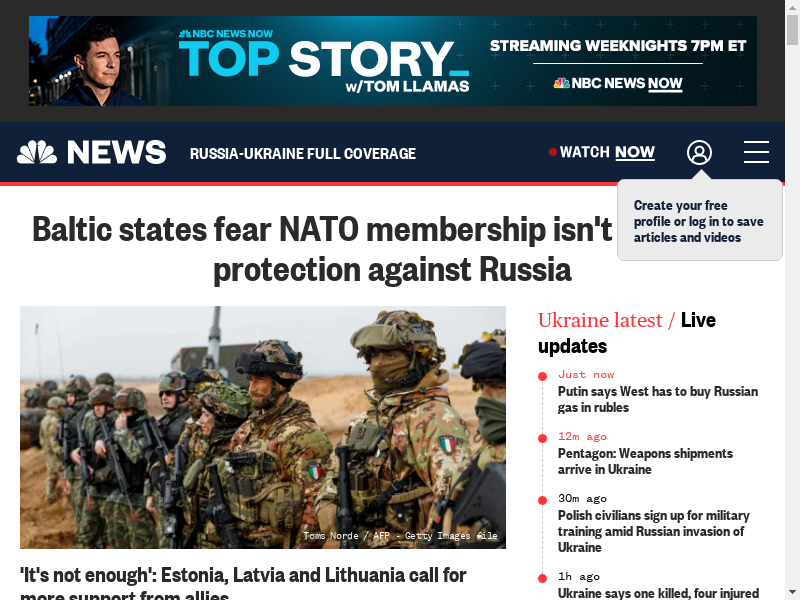 NBC NEWS NOW
TOP STORY
w/TOM LLAMAS
STREAMING WEEKNIGHTS 7PM ET
NBC NEWS NOW
NEWS
RUSSIA-UKRAINE FULL COVERAGE
WATCH NOW
Create your free
profile or log in to save
articles and videos
Baltic states fear NATO membership isn't
protection against Russia
Toms Norde / AFP - Getty Images file
'It's not enough': Estonia, Latvia and Lithuania call for
more support from allies
Ukraine latest / Live
updates
Just now
Putin says West has to buy Russian
gas in rubles
12m ago
Pentagon: Weapons shipments
arrive in Ukraine
30m ago
Polish civilians sign up for military
training amid Russian invasion of
Ukraine
1h ago
Ukraine says one killed, four injured